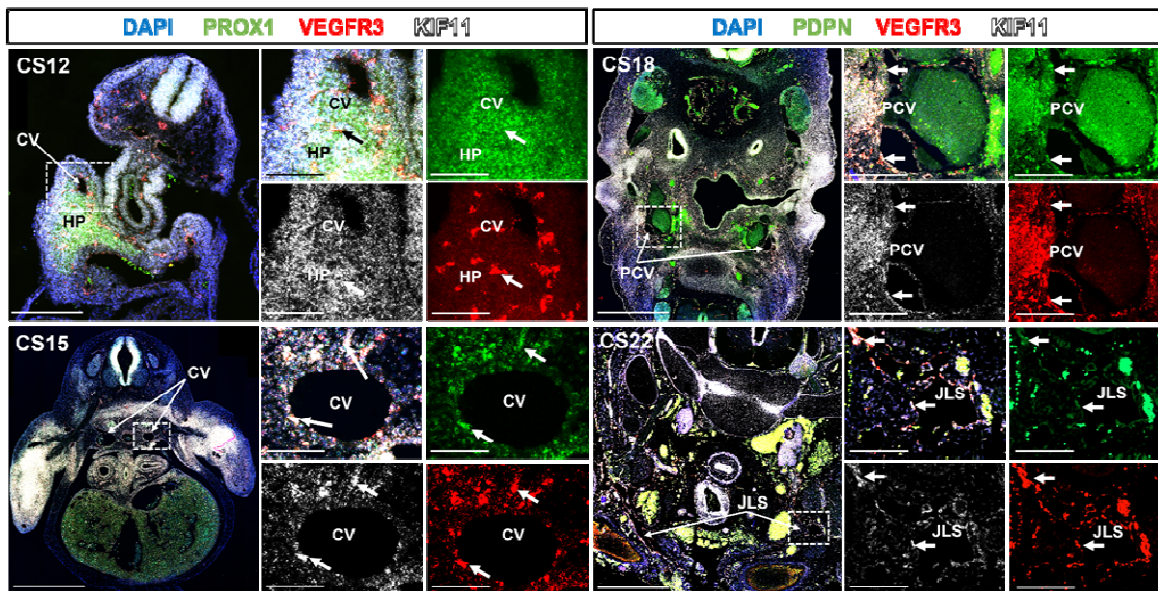 DAPI PROX1 VEGFR3 KIF11
DAPI PDPN VEGFR3 KIF11
CS12
CV
HP
CV
HP
CV
HP
CV
HP
CV
HP
CS18
PCV
PCV
PCV
PCV
PCV
CS15
CV
CV
CV
CV
CV
CS22
JLS
JLS
JLS
JLS
JLS